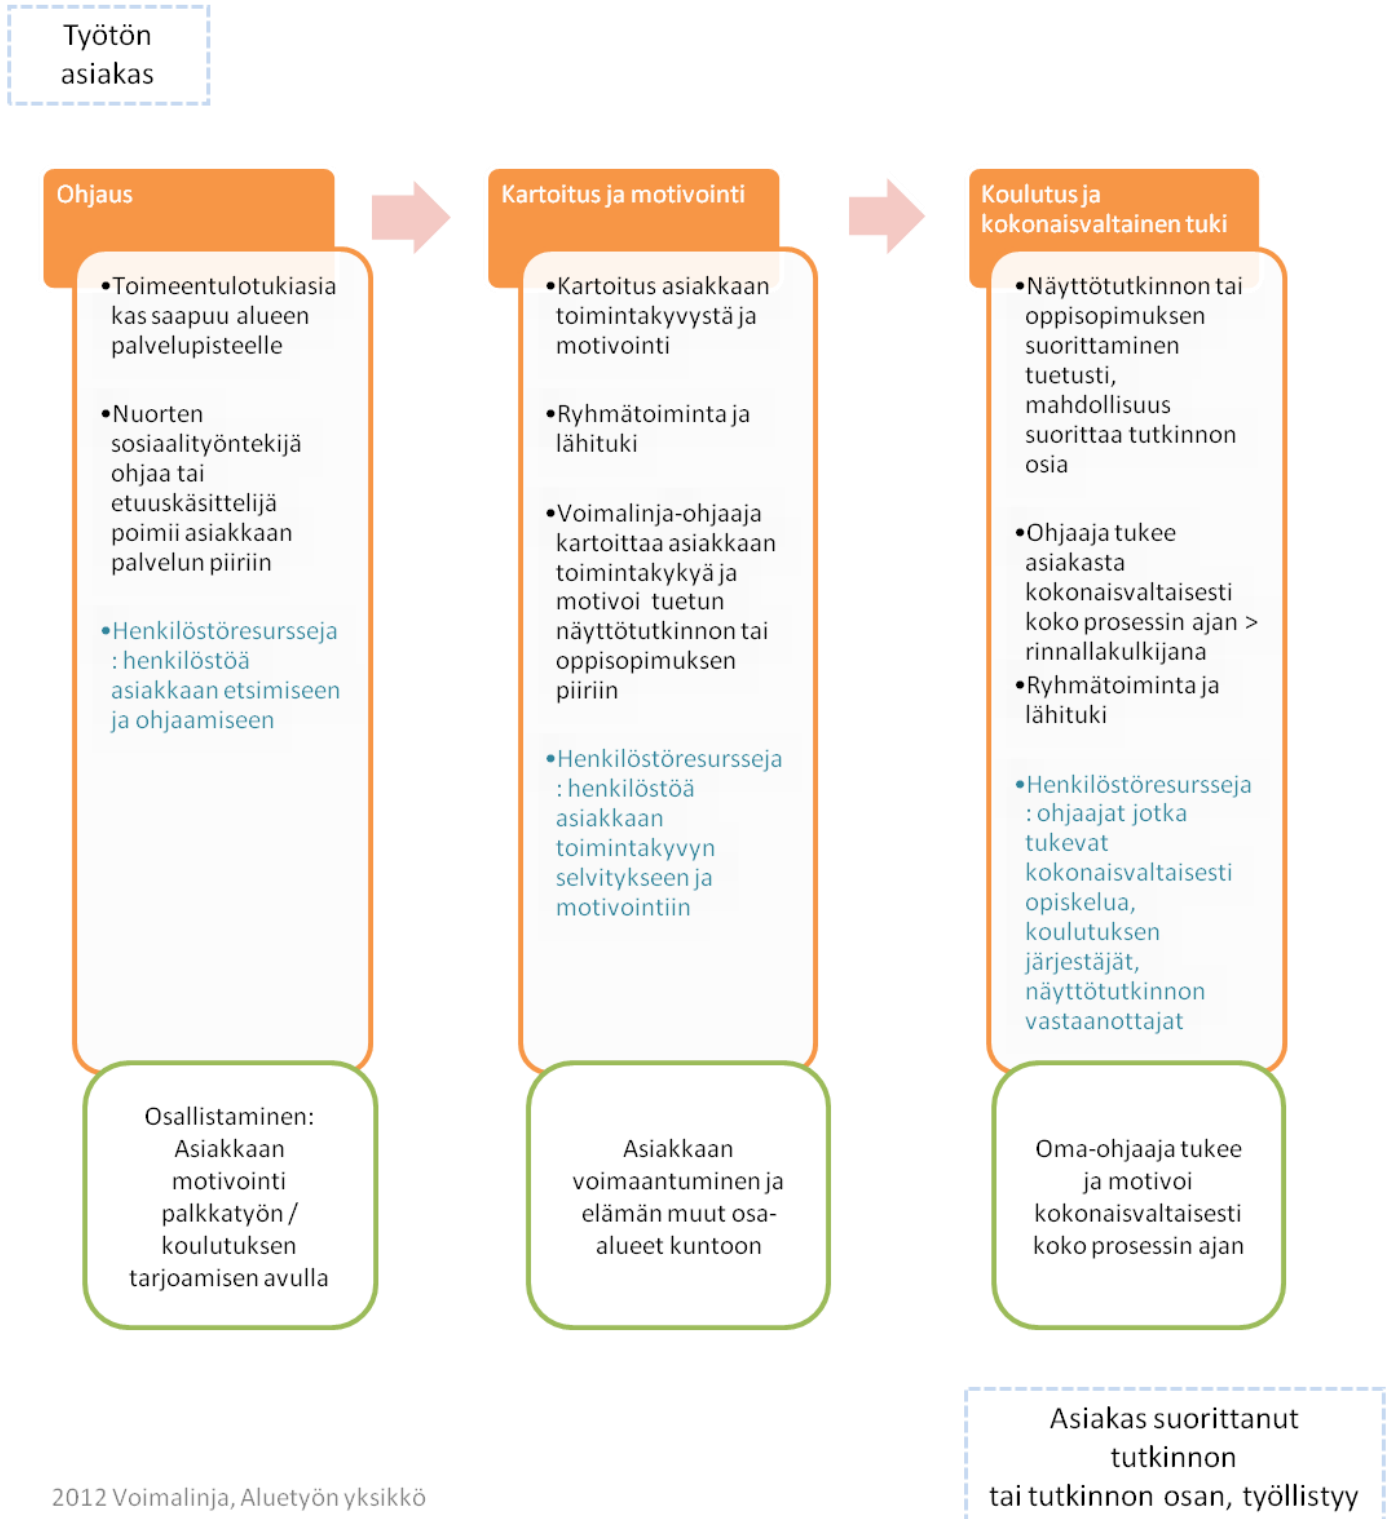 Työtön
asiakas
Ohjaus
•Toimeentulotukiasia
kas saapuu alueen
palvelupisteelle
•Nuorten
sosiaalityöntekijä
ohjaa tai
etuuskäsittelijä
poimii asiakkaan
palvelun piiriin
•Henkilöstöresursseja
: henkilöstöä
asiakkaan etsimiseen
ja ohjaamiseen
Osallistaminen:
Asiakkaan
motivointi
palkkatyön /
koulutuksen
tarjoamisen avulla
Kartoitus ja motivointi
•Kartoitus asiakkaan
toimintakyvystä ja
motivointi
•Ryhmätoiminta ja
lähituki
•Voimalinja-ohjaaja
kartoittaa asiakkaan
toimintakykyä ja
motivoi tuetun
näyttötutkinnon tai
oppisopimuksen
piiriin
•Henkilöstöresursseja
: henkilöstöä
asiakkaan
toimintakyvyn
selvitykseen ja
motivointiin
Asiakkaan
voimaantuminen ja
elämän muut osa-
alueet kuntoon
Koulutus ja
kokonaisvaltainen tuki
•Näyttötutkinnon tai
oppisopimuksen
suorittaminen
tuetusti,
mahdollisuus
suorittaa tutkinnon
osia
•Ohjaaja tukee
asiakasta
kokonaisvaltaisesti
koko prosessin ajan >
rinnallakulkijana
•Ryhmätoiminta ja
lähituki
•Henkilöstöresursseja
: ohjaajat jotka
tukevat
kokonaisvaltaisesti
opiskelua,
koulutuksen
järjestäjät,
näyttötutkinnon
vastaanottajat
Oma-ohjaaja tukee
ja motivoi
kokonaisvaltaisesti
koko prosessin ajan
Asiakas suorittanut
tutkinnon
tai tutkinnon osan, työllistyy
2012 Voimalinja, Aluetyön yksikkö